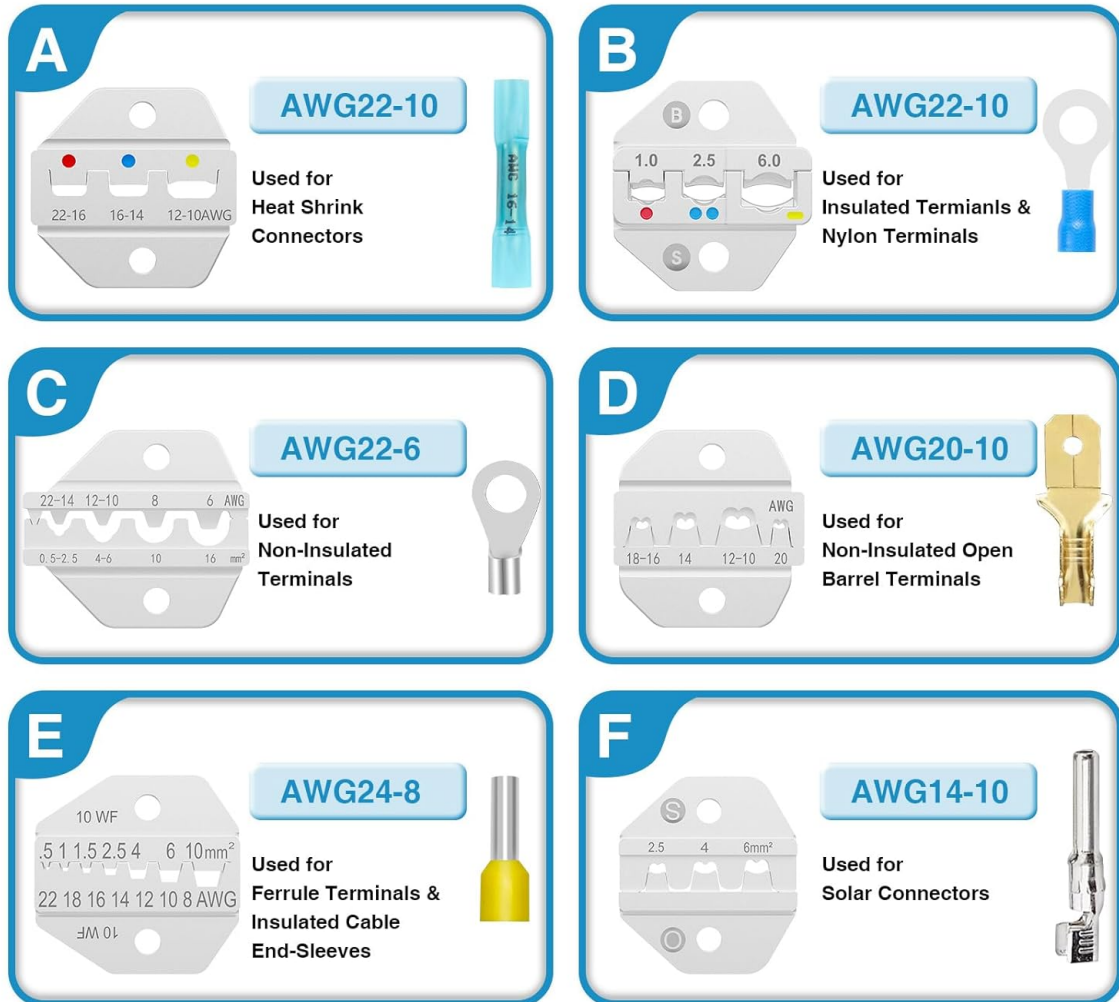 A
AWG22-10
22-16 16-14 12-10AWG
Used for
Heat Shrink
Connectors
AWG 16-14
B
AWG22-10
B
1.0 2.5 6.0
S
Used for
Insulated Termianls &
Nylon Terminals
C
AWG22-6
22-14 12-10 8 6 AWG
0.5-2.5 4-6 10 16 mm²
Used for
Non-Insulated
Terminals
D
AWG20-10
AWG
18-16 14 12-10 20
Used for
Non-Insulated Open
Barrel Terminals
E
AWG24-8
10 WF
.5 1 1.5 2.5 4 6 10mm²
22 18 16 14 12 10 8 AWG
10 WF
Used for
Ferrule Terminals &
Insulated Cable
End-Sleeves
F
AWG14-10
S
2.5 4 6mm²
O
Used for
Solar Connectors